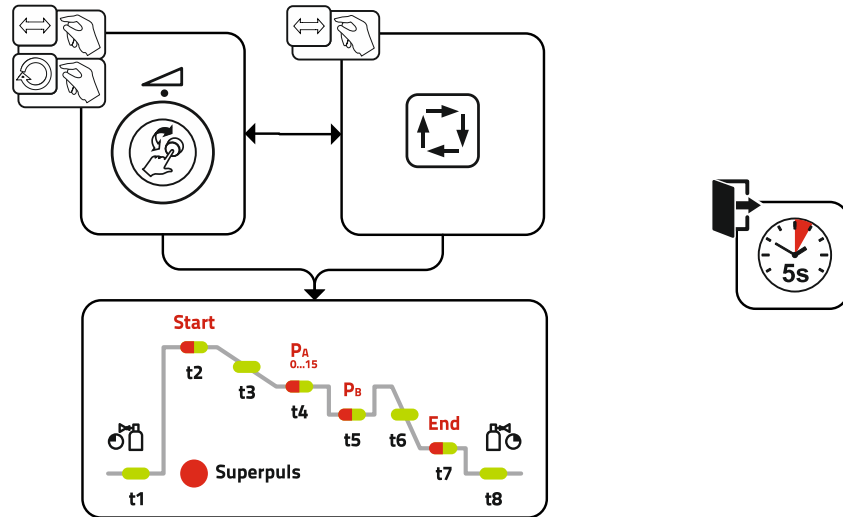 5s
Start
t2
t3
PA
0...15
t4
PB
t5
t6
End
t7
t1
Superpuls
t8